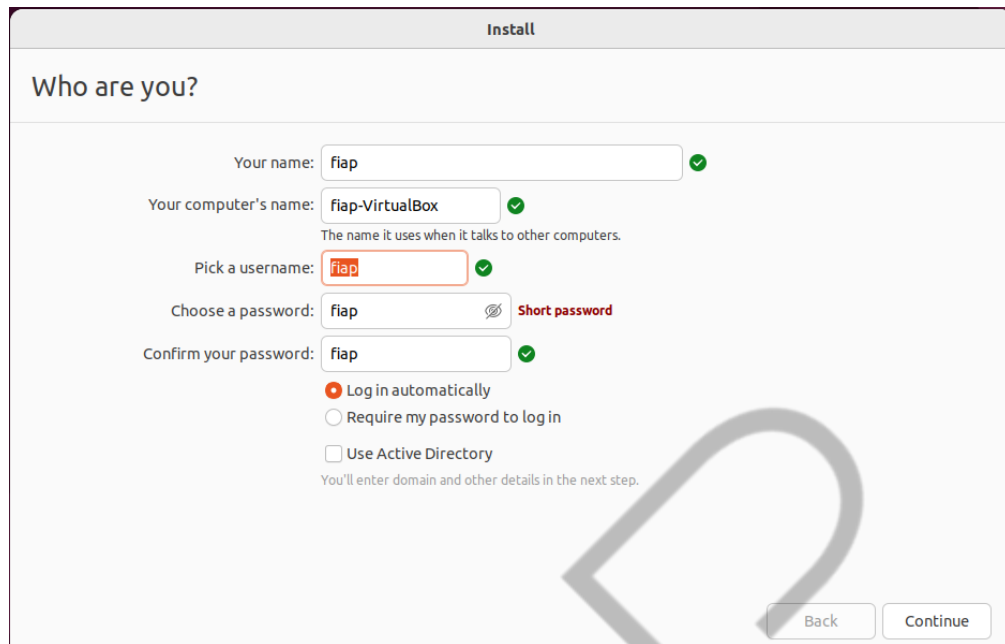 Install
Who are you?
Your name: fiap
Your computer's name: fiap-VirtualBox
The name it uses when it talks to other computers.
Pick a username: fiap
Choose a password: fiap Short password
Confirm your password: fiap
Log in automatically
Require my password to log in
Use Active Directory
You'll enter domain and other details in the next step.
Back Continue